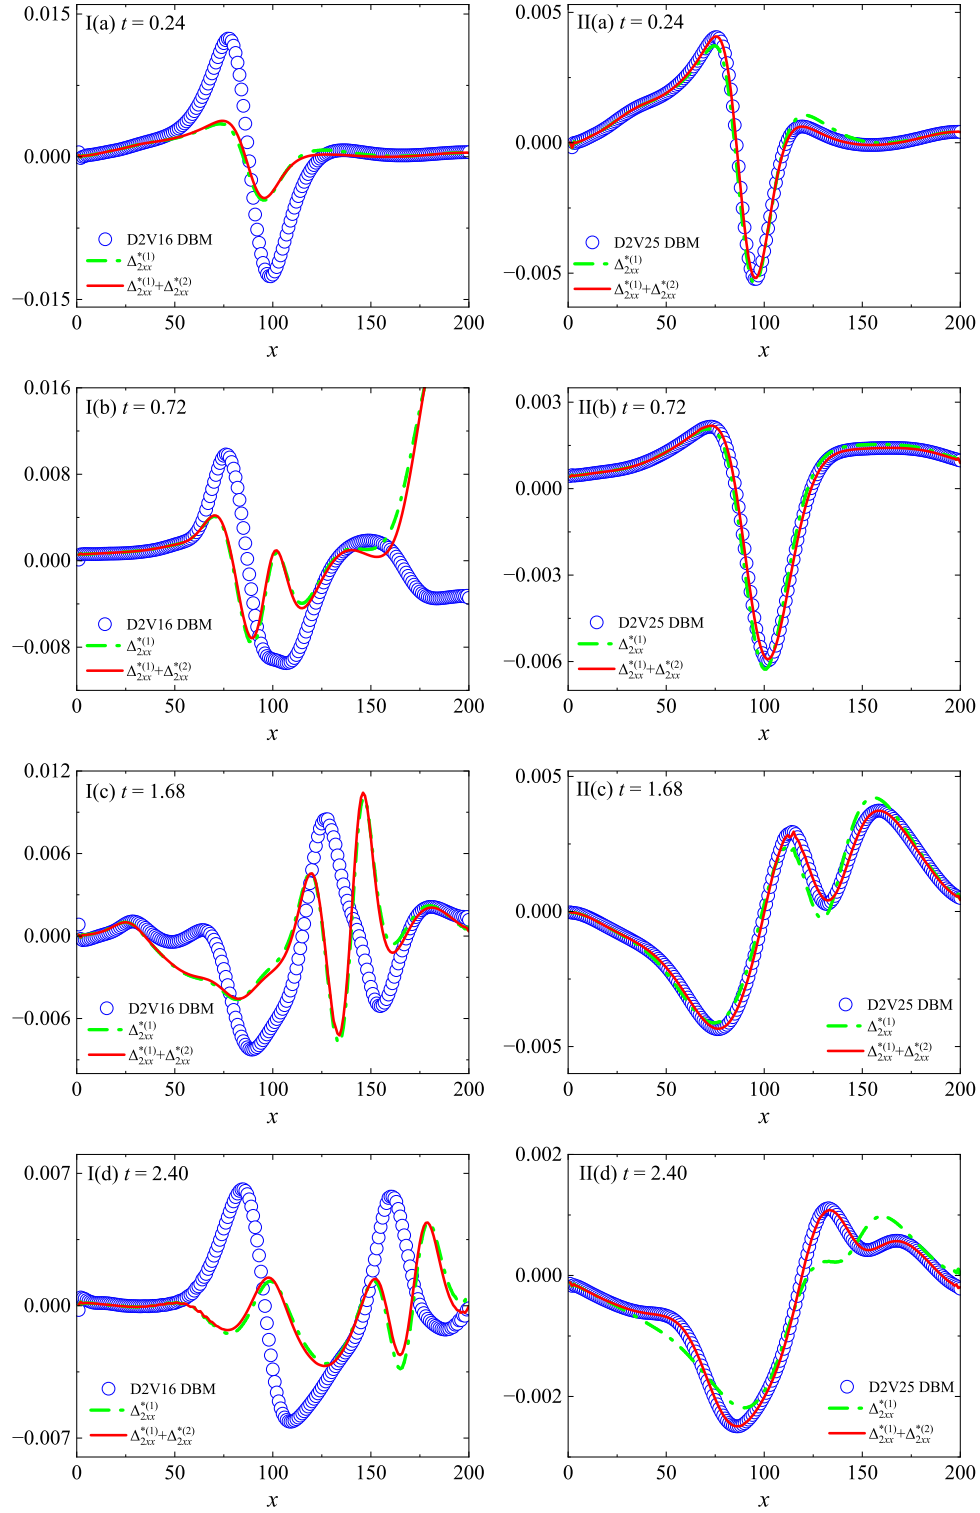 I(a) t = 0.24
0.015
0.000
−0.015
D2V16 DBM
Δ*(1)2xx
Δ*(1)2xx+Δ*(2)2xx
0 50 100 150 200
x
II(a) t = 0.24
0.005
0.000
−0.005
D2V25 DBM
Δ*(1)2xx
Δ*(1)2xx+Δ*(2)2xx
0 50 100 150 200
x
I(b) t = 0.72
0.016
0.008
0.000
−0.008
D2V16 DBM
Δ*(1)2xx
Δ*(1)2xx+Δ*(2)2xx
0 50 100 150 200
x
II(b) t = 0.72
0.003
0.000
−0.003
−0.006
D2V25 DBM
Δ*(1)2xx
Δ*(1)2xx+Δ*(2)2xx
0 50 100 150 200
x
I(c) t = 1.68
0.012
0.006
0.000
−0.006
D2V16 DBM
Δ*(1)2xx
Δ*(1)2xx+Δ*(2)2xx
0 50 100 150 200
x
II(c) t = 1.68
0.005
0.000
−0.005
D2V25 DBM
Δ*(1)2xx
Δ*(1)2xx+Δ*(2)2xx
0 50 100 150 200
x
I(d) t = 2.40
0.007
0.000
−0.007
D2V16 DBM
Δ*(1)2xx
Δ*(1)2xx+Δ*(2)2xx
0 50 100 150 200
x
II(d) t = 2.40
0.002
0.000
−0.002
D2V25 DBM
Δ*(1)2xx
Δ*(1)2xx+Δ*(2)2xx
0 50 100 150 200
x